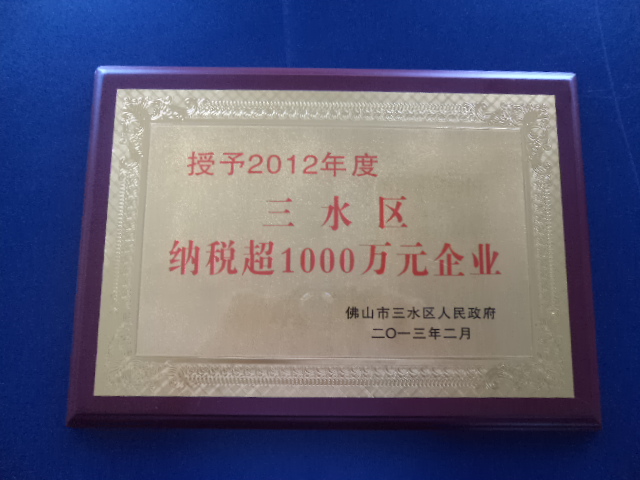 授予2012年度
三水区
纳税超1000万元企业
佛山市三水区人民政府
二〇一三年二月